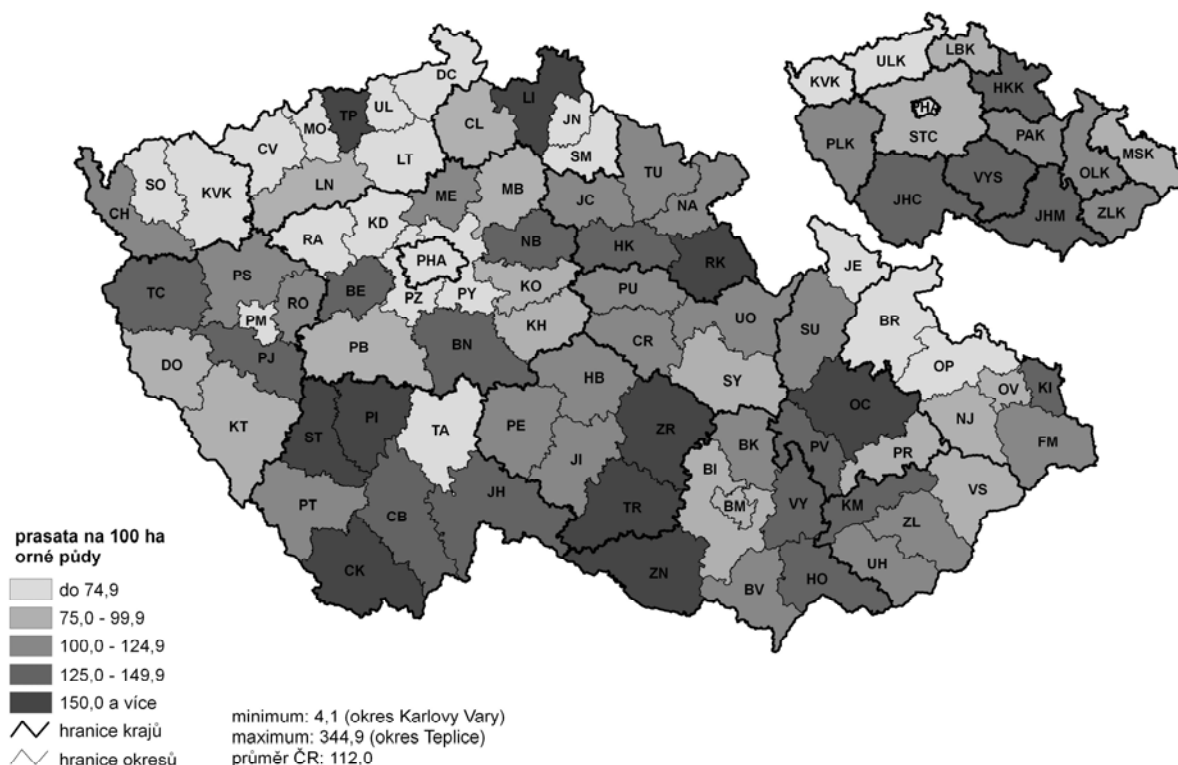 DC
LI
UL
TP
MO
CL
JN
CV
LT
SM
SO
KVK
LN
ME
MB
TU
JC
NA
CH
KD
RA
NB
HK
RK
PHA
PS
TC
BE
PZ
PY
KO
PU
RO
PM
KH
UO
SU
PB
BN
CR
PJ
DO
HB
SY
KT
ST
PI
TA
PE
ZR
JI
BK
BI
BM
PT
CB
JH
TR
VY
CK
ZN
BV
HO
JE
BR
OP
OV
KI
OC
NJ
FM
PV
PR
VS
KM
ZL
UH
LBK
ULK
KVK
HKK
PHA
STC
PAK
PLK
MSK
OLK
VYS
JHC
JHM
ZLK
prasata na 100 ha
orné půdy
do 74,9
75,0 - 99,9
100,0 - 124,9
125,0 - 149,9
150,0 a více
hranice krajů
hranice okresů
minimum: 4,1 (okres Karlovy Vary)
maximum: 344,9 (okres Teplice)
průměr ČR: 112,0